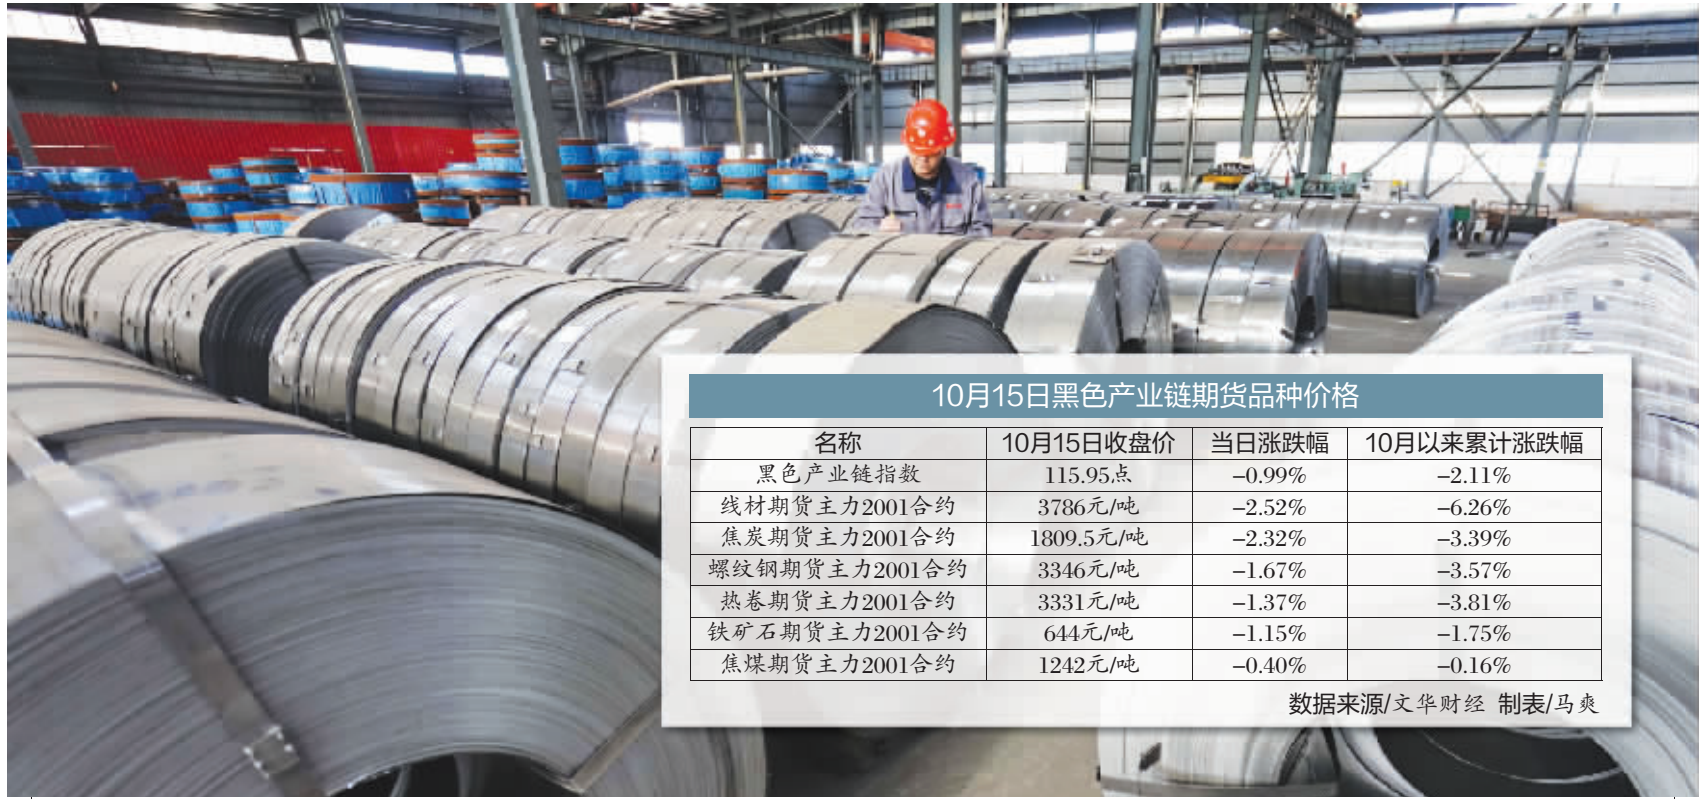 10月15日黑色产业链期货品种价格
名称 10月15日收盘价 当日涨跌幅 10月以来累计涨跌幅
黑色产业链指数 115.95点 –0.99% –2.11%
线材期货主力2001合约 3786元/吨 –2.52% –6.26%
焦炭期货主力2001合约 1809.5元/吨 –2.32% –3.39%
螺纹钢期货主力2001合约 3346元/吨 –1.67% –3.57%
热卷期货主力2001合约 3331元/吨 –1.37% –3.81%
铁矿石期货主力2001合约 644元/吨 –1.15% –1.75%
焦煤期货主力2001合约 1242元/吨 –0.40% –0.16%
数据来源/文华财经 制表/马爽